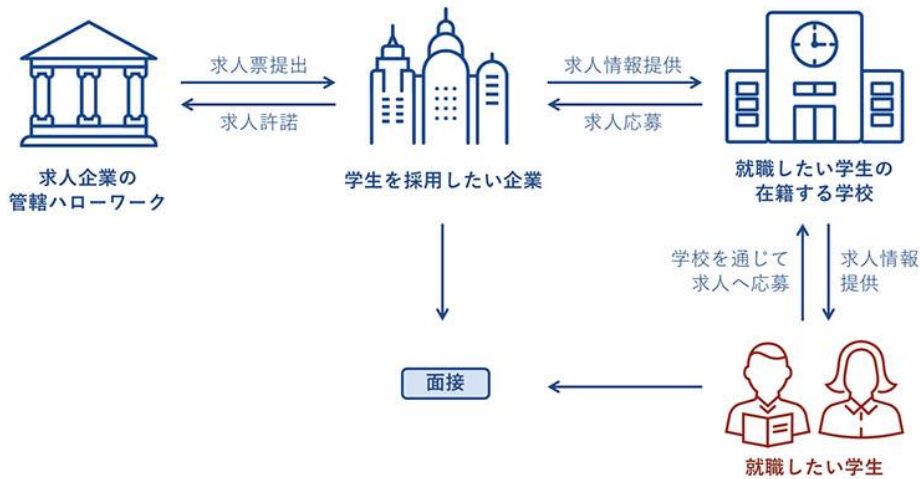 求人票提出
求人許諾
求人企業の
管轄ハローワーク
学生を採用したい企業
求人情報提供
求人応募
就職したい学生の
在籍する学校
学校を通じて
求人へ応募
求人情報
提供
面接
就職したい学生